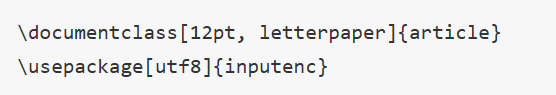 \documentclass[12pt, letterpaper]{article}
\usepackage[utf8]{inputenc}